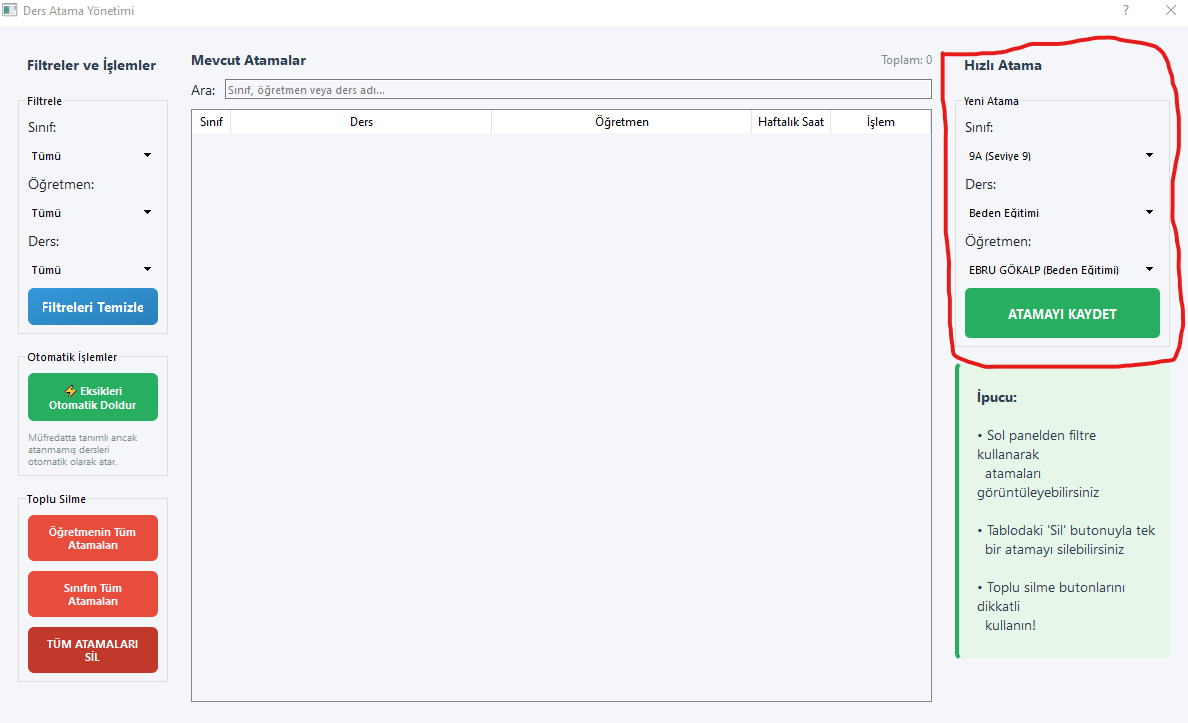 Ders Atama Yönetimi
?
Filtreler ve İşlemler
Filtrele
Sınıf:
Tümü
Öğretmen:
Tümü
Ders:
Tümü
Filtreleri Temizle
Otomatik İşlemler
⚡ Eksikleri
Otomatik Doldur
Müfredatta tanımlı ancak
atanmamış dersleri
otomatik olarak atar.
Toplu Silme
Öğretmenin Tüm
Atamaları
Sınıfın Tüm
Atamaları
TÜM ATAMALARI
SİL
Mevcut Atamalar
Toplam: 0
Ara:
Sınıf, öğretmen veya ders adı...
Sınıf Ders Öğretmen Haftalık Saat İşlem
Hızlı Atama
Yeni Atama
Sınıf:
9A (Seviye 9)
Ders:
Beden Eğitimi
Öğretmen:
EBRU GÖKALP (Beden Eğitimi)
ATAMAYI KAYDET
İpucu:
• Sol panelden filtre
kullanarak
atamaları
görüntüleyebilirsiniz
• Tablodaki 'Sil' butonuyla tek
bir atamayı silebilirsiniz
• Toplu silme butonlarını
dikkatli
kullanın!